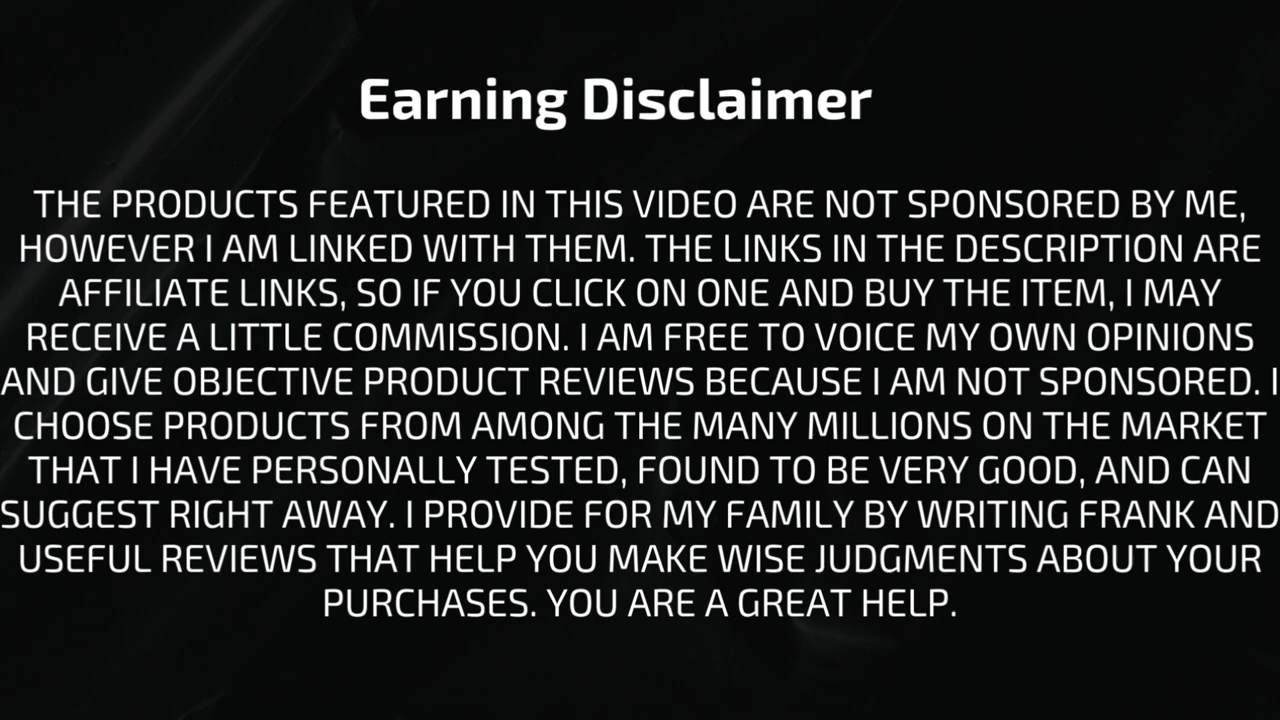 Earning Disclaimer
THE PRODUCTS FEATURED IN THIS VIDEO ARE NOT SPONSORED BY ME,
HOWEVER I AM LINKED WITH THEM. THE LINKS IN THE DESCRIPTION ARE
AFFILIATE LINKS, SO IF YOU CLICK ON ONE AND BUY THE ITEM, I MAY
RECEIVE A LITTLE COMMISSION. I AM FREE TO VOICE MY OWN OPINIONS
AND GIVE OBJECTIVE PRODUCT REVIEWS BECAUSE I AM NOT SPONSORED. I
CHOOSE PRODUCTS FROM AMONG THE MANY MILLIONS ON THE MARKET
THAT I HAVE PERSONALLY TESTED, FOUND TO BE VERY GOOD, AND CAN
SUGGEST RIGHT AWAY. I PROVIDE FOR MY FAMILY BY WRITING FRANK AND
USEFUL REVIEWS THAT HELP YOU MAKE WISE JUDGMENTS ABOUT YOUR
PURCHASES. YOU ARE A GREAT HELP.